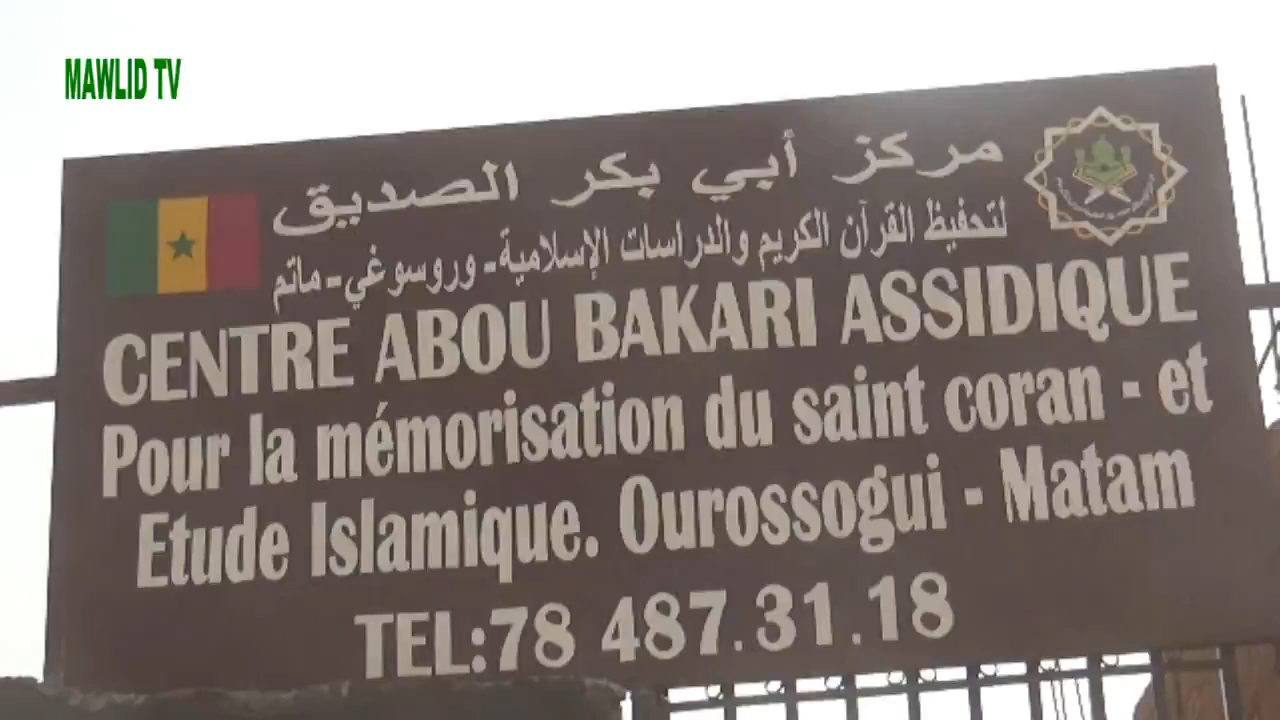 MAWLID TV
مركز أبي بكر الصديق
لتحفيظ القرآن الكريم والدراسات الإسلامية - وروسوغي - ماتم
CENTRE ABOU BAKARI ASSIDIQUE
Pour la mémorisation du saint coran - et
Etude Islamique. Ourossogui - Matam
TEL:78 487.31.18